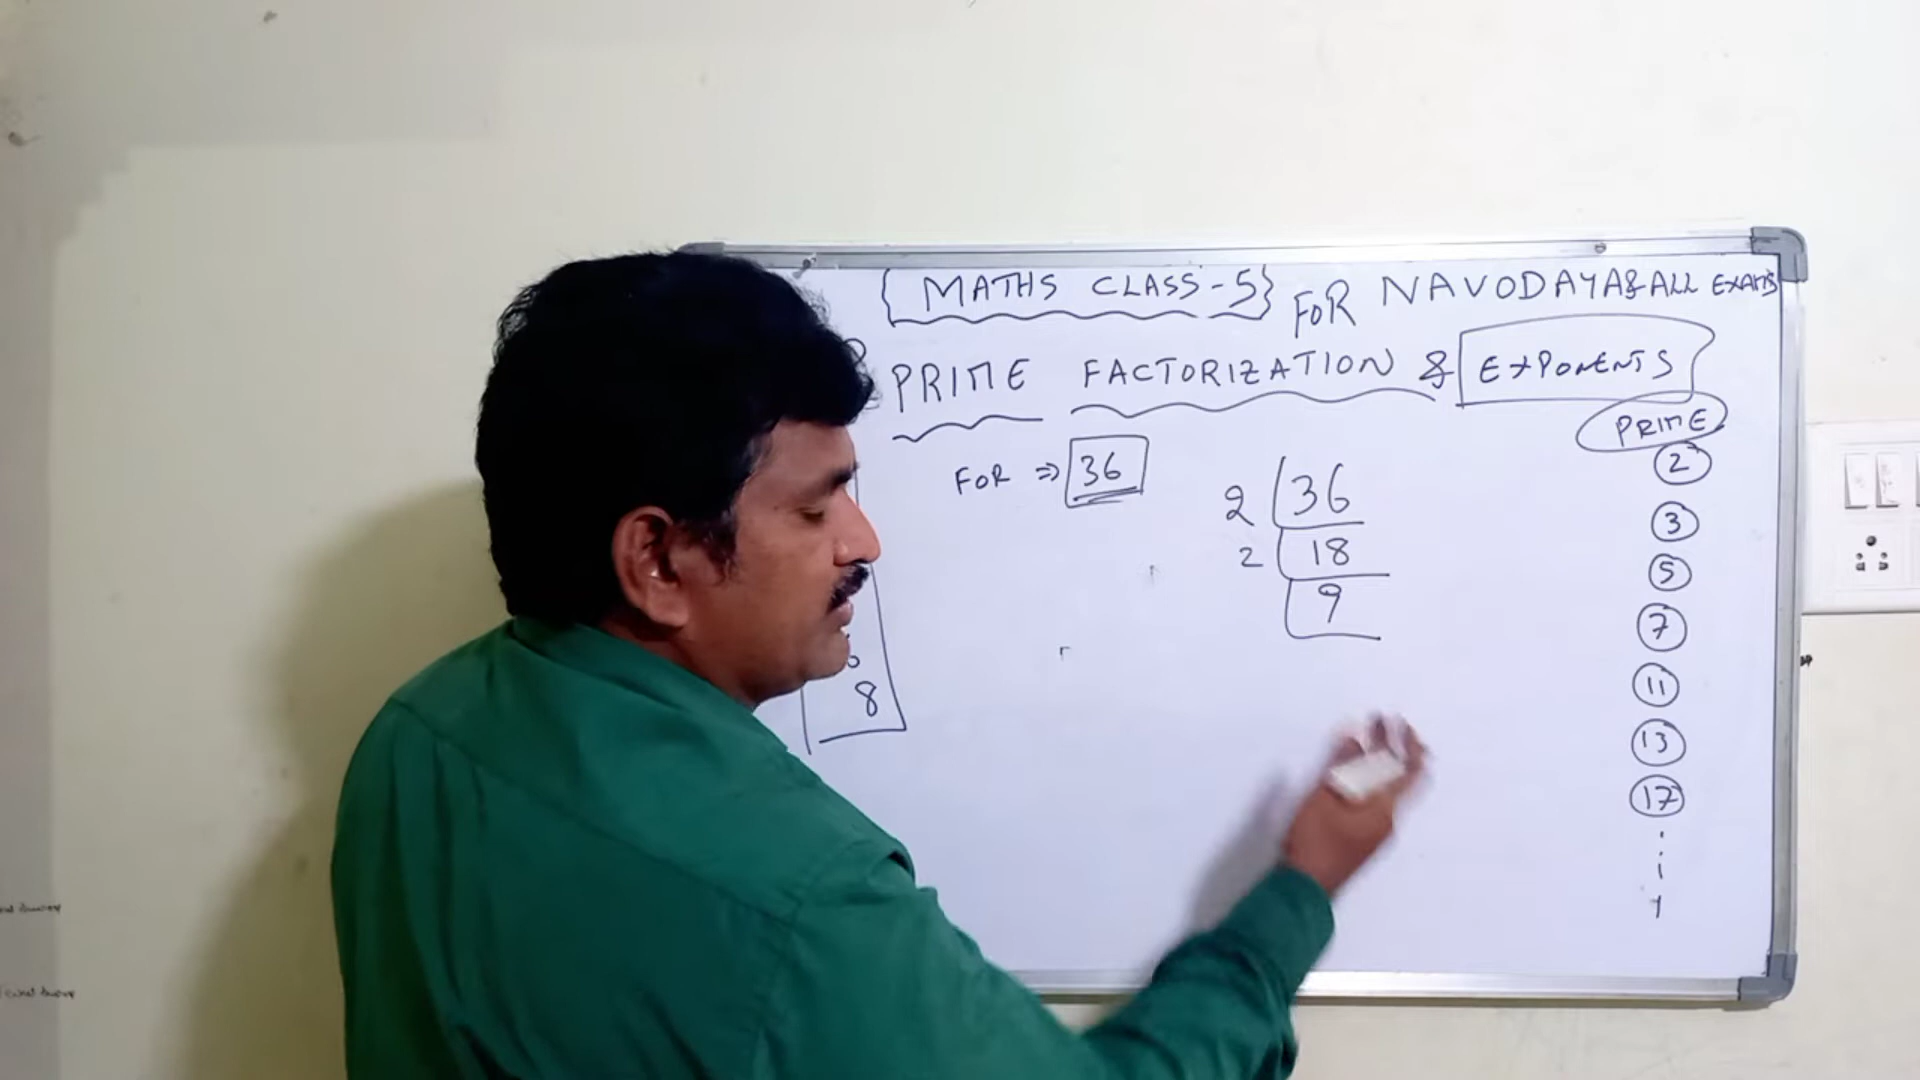 {MATHS CLASS-5} FOR NAVODAYA & ALL EXAMS
PRIME FACTORIZATION & EXPONENTS
FOR ⇒ 36
2 36
2 18
9
8
PRIME
2
3
5
7
11
13
17